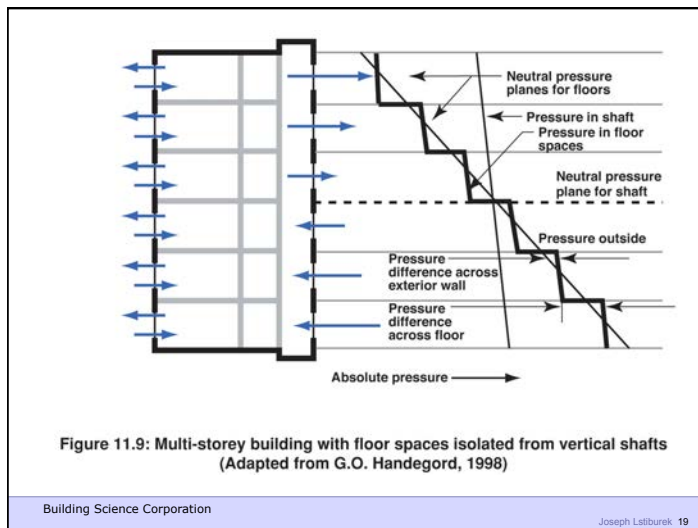 Neutral pressure
planes for floors
Pressure in shaft
Pressure in floor
spaces
Neutral pressure
plane for shaft
Pressure outside
Pressure
difference across
exterior wall
Pressure
difference
across floor
Absolute pressure
Figure 11.9: Multi-storey building with floor spaces isolated from vertical shafts
(Adapted from G.O. Handegord, 1998)
Building Science Corporation
Joseph Lstiburek 19